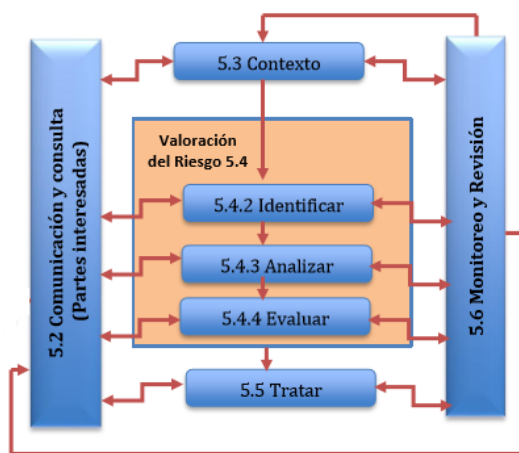 5.2 Comunicación y consulta
(Partes interesadas)
5.3 Contexto
Valoración
del Riesgo 5.4
5.4.2 Identificar
5.4.3 Analizar
5.4.4 Evaluar
5.5 Tratar
5.6 Monitoreo y Revisión